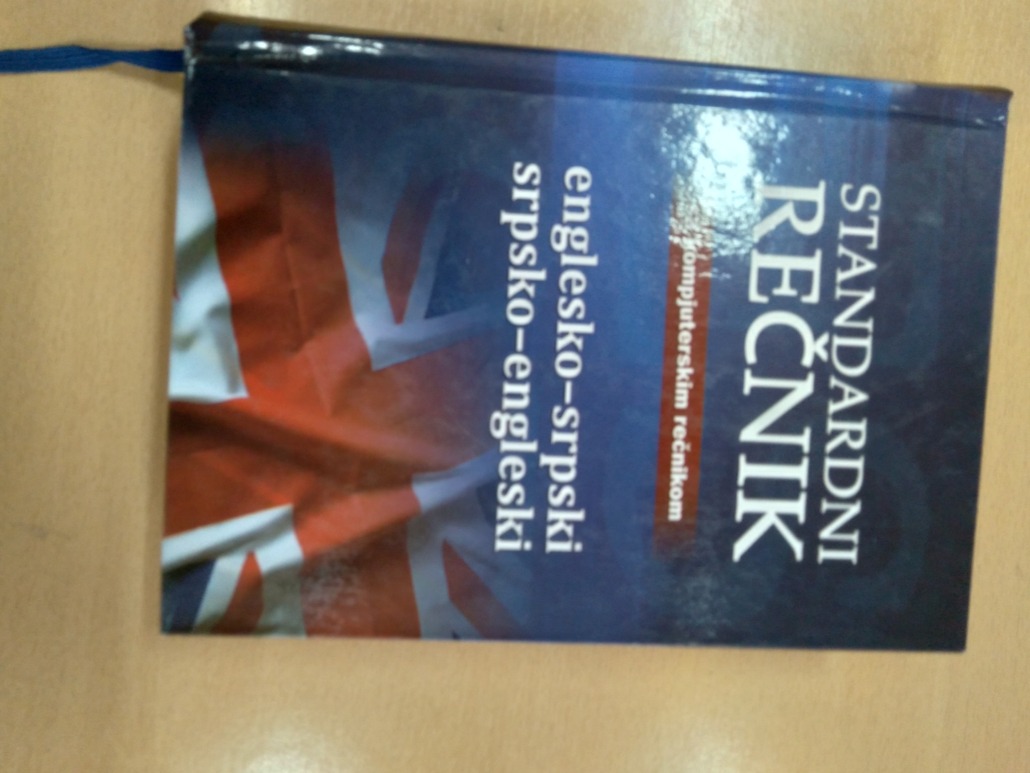 STANDARDNI
REČNIK
kompjuterskim rečnikom
englesko–srpski
srpsko–engleski